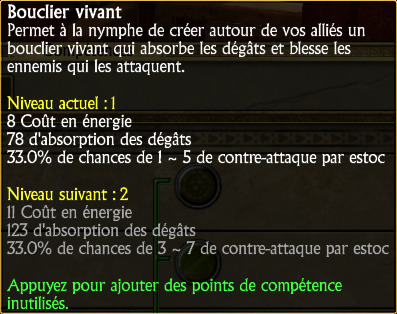 Bouclier vivant
Permet à la nymphe de créer autour de vos alliés un
bouclier vivant qui absorbe les dégâts et blesse les
ennemis qui les attaquent.
Niveau actuel : 1
8 Coût en énergie
78 d'absorption des dégâts
33.0% de chances de 1 ~ 5 de contre-attaque par estoc
Niveau suivant : 2
11 Coût en énergie
123 d'absorption des dégâts
33.0% de chances de 3 ~ 7 de contre-attaque par estoc
Appuyez pour ajouter des points de compétence
inutilisés.